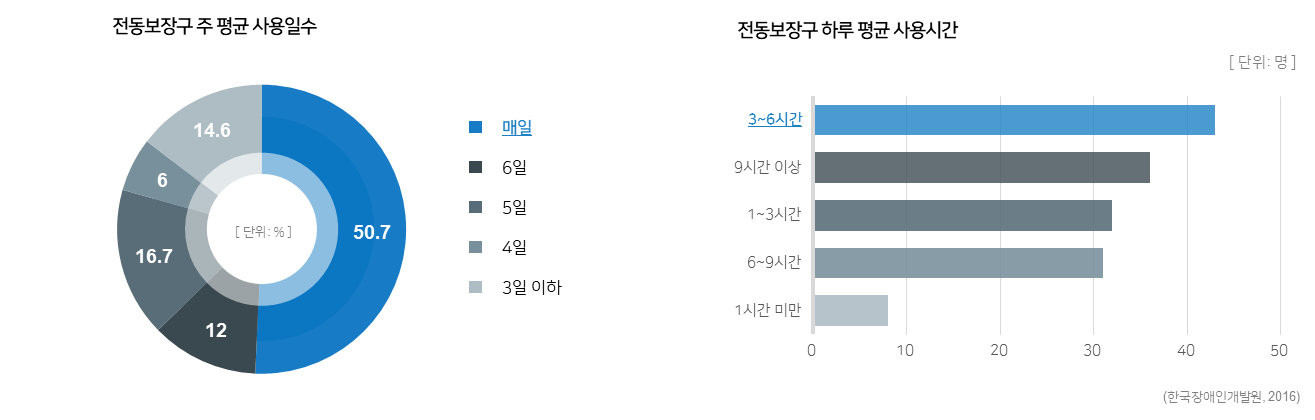 전동보장구 주 평균 사용일수
14.6
6
16.7
12
50.7
[ 단위: % ]
매일
6일
5일
4일
3일 이하
전동보장구 하루 평균 사용시간
[ 단위: 명 ]
3~6시간
9시간 이상
1~3시간
6~9시간
1시간 미만
0 10 20 30 40 50
(한국장애인개발원, 2016)